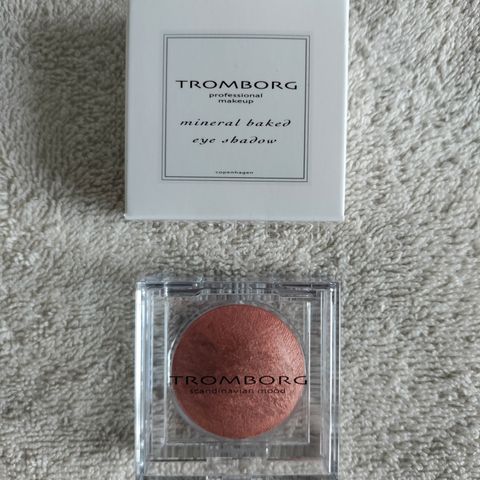 TROMBORG
professional
makeup
mineral baked
eye shadow
copenhagen
TROMBORG
scandinavian mood